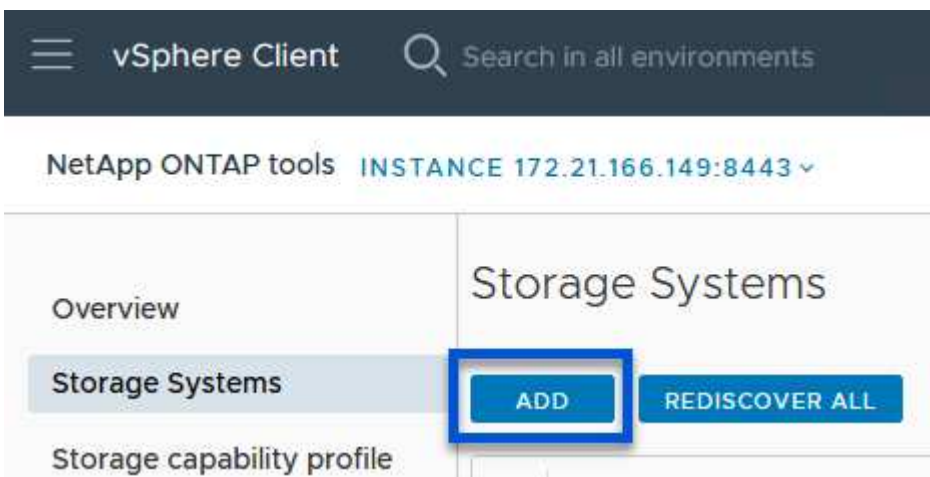 vSphere Client Search in all environments
NetApp ONTAP tools INSTANCE 172.21.166.149:8443
Storage Systems
Overview
Storage Systems
ADD REDISCOVER ALL
Storage capability profile